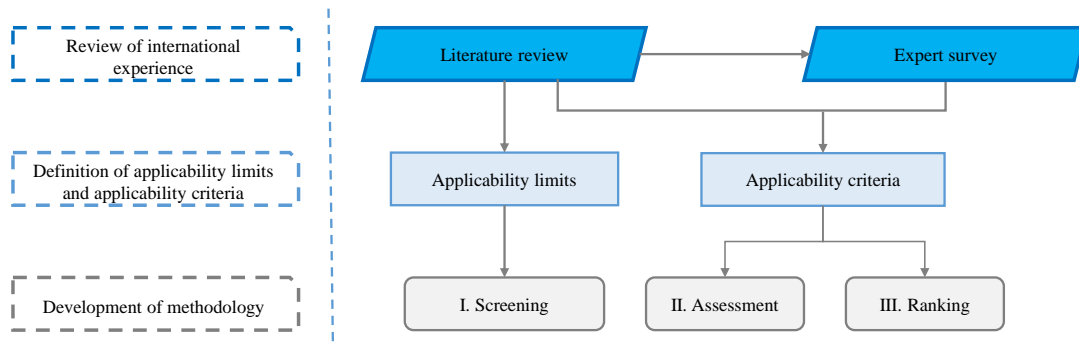 Review of international
experience
Literature review
Expert survey
Definition of applicability limits
and applicability criteria
Applicability limits
Applicability criteria
Development of methodology
I. Screening
II. Assessment
III. Ranking